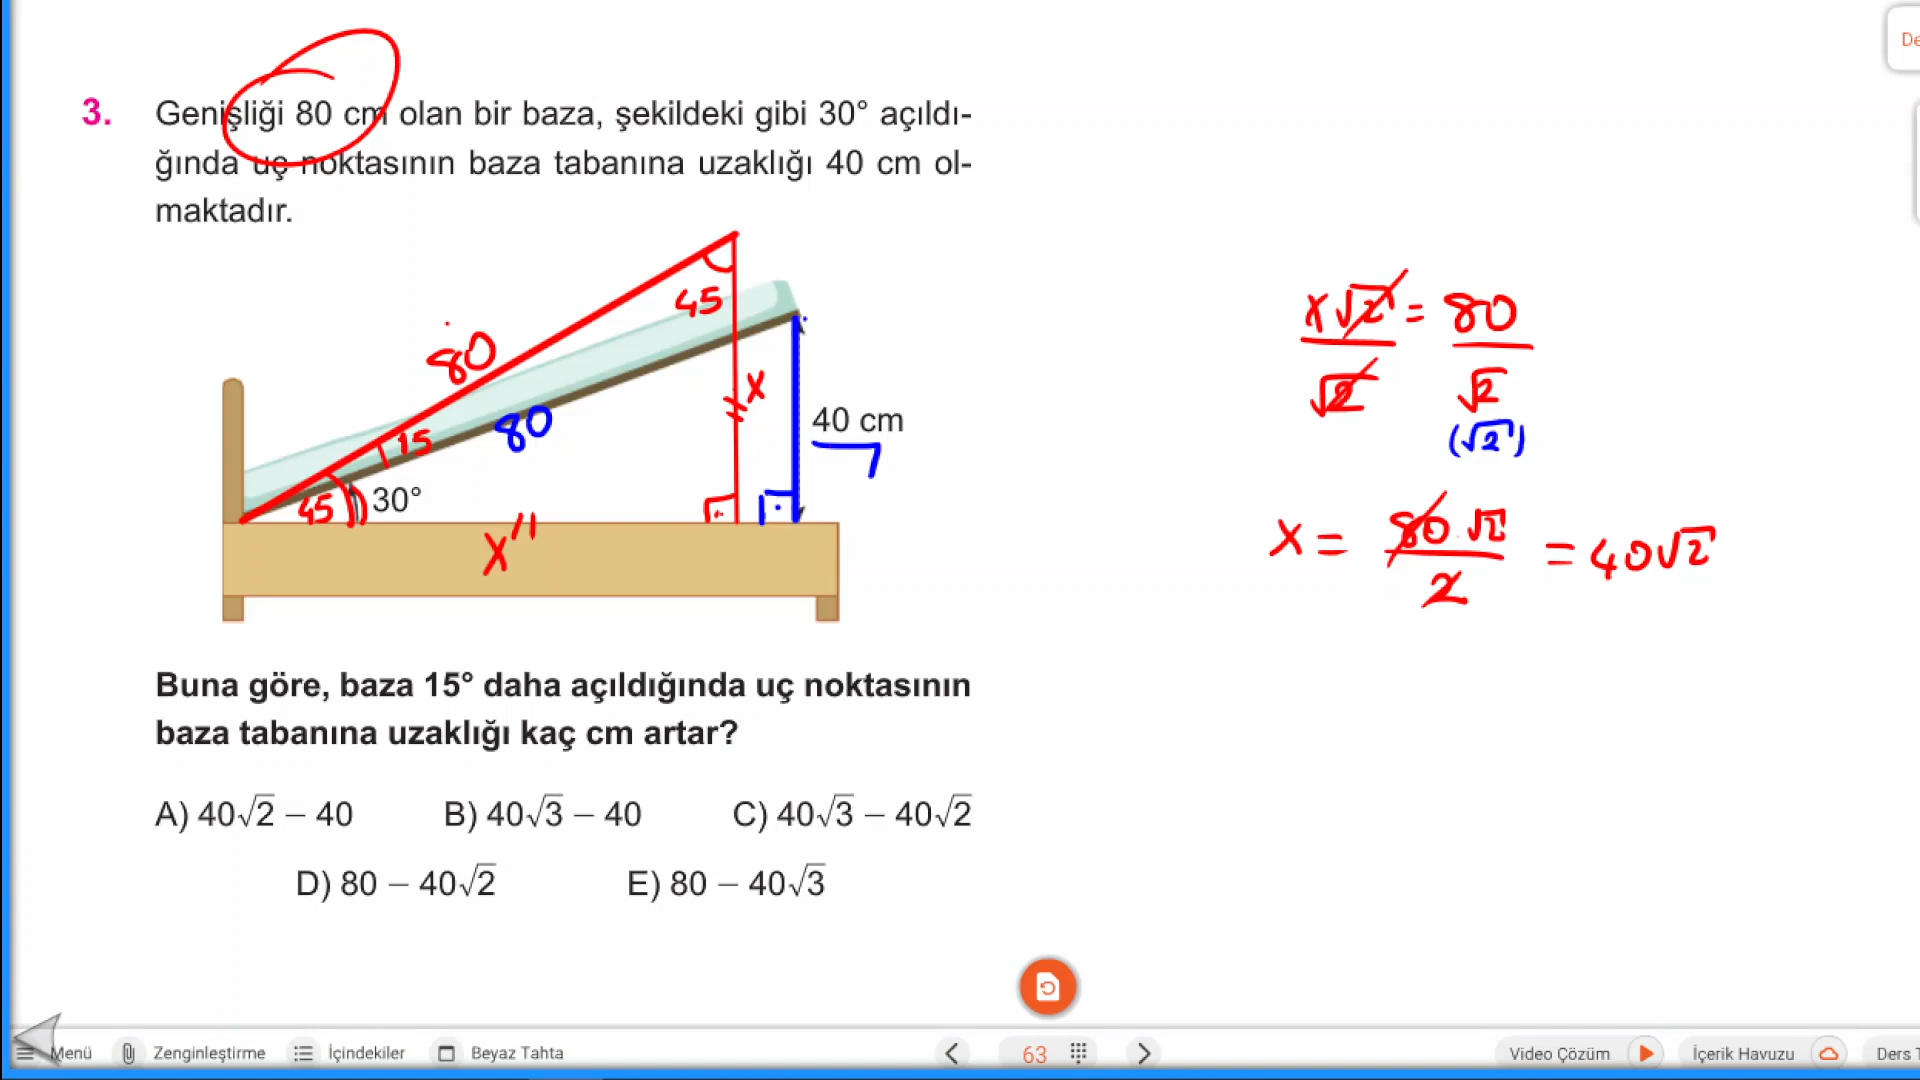 3. Genişliği 80 cm olan bir baza, şekildeki gibi 30° açıldı-
ğında uç noktasının baza tabanına uzaklığı 40 cm ol-
maktadır.
80
45
15
80
x
40 cm
45
30°
x
x√2 = 80
√2 √2
(√2)
x = 80.√2 / 2 = 40√2
Buna göre, baza 15° daha açıldığında uç noktasının
baza tabanına uzaklığı kaç cm artar?
A) 40√2 – 40 B) 40√3 – 40 C) 40√3 – 40√2
D) 80 – 40√2 E) 80 – 40√3
Menü Zenginleştirme İçindekiler Beyaz Tahta 63 Video Çözüm İçerik Havuzu Ders